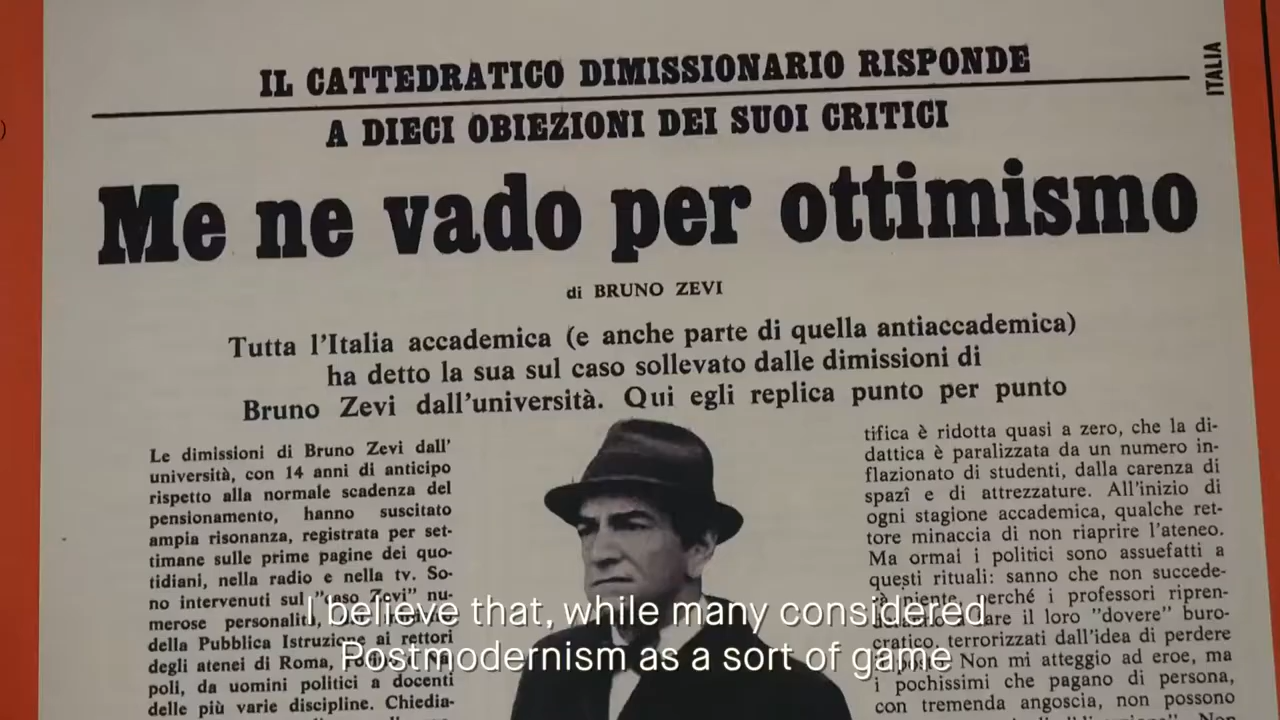 )
ITALIA
IL CATTEDRATICO DIMISSIONARIO RISPONDE
A DIECI OBIEZIONI DEI SUOI CRITICI
Me ne vado per ottimismo
di BRUNO ZEVI
Tutta l'Italia accademica (e anche parte di quella antiaccademica)
ha detto la sua sul caso sollevato dalle dimissioni di
Bruno Zevi dall'università. Qui egli replica punto per punto
Le dimissioni di Bruno Zevi dall'
università, con 14 anni di anticipo
rispetto alla normale scadenza del
pensionamento, hanno suscitato
ampia risonanza, registrata per set-
timane sulle prime pagine dei quo-
tidiani, nella radio e nella tv. So-
no intervenuti sul "caso Zevi" nu-
merose personalità,
della Pubblica Istruzione ai rettori
degli atenei di Roma,
poli, da uomini politici a docenti
delle più varie discipline. Chiedia-
tifica è ridotta quasi a zero, che la di-
dattica è paralizzata da un numero in-
flazionato di studenti, dalla carenza di
spazî e di attrezzature. All'inizio di
ogni stagione accademica, qualche ret-
tore minaccia di non riaprire l'ateneo.
Ma ormai i politici sono assuefatti a
questi rituali: sanno che non succede-
rà niente, perché i professori ripren-
are il loro "dovere" buro-
cratico, terrorizzati dall'idea di perdere
Non mi atteggio ad eroe, ma
i pochissimi che pagano di persona,
con tremenda angoscia, non possono
I believe that, while many considered
Postmodernism as a sort of game